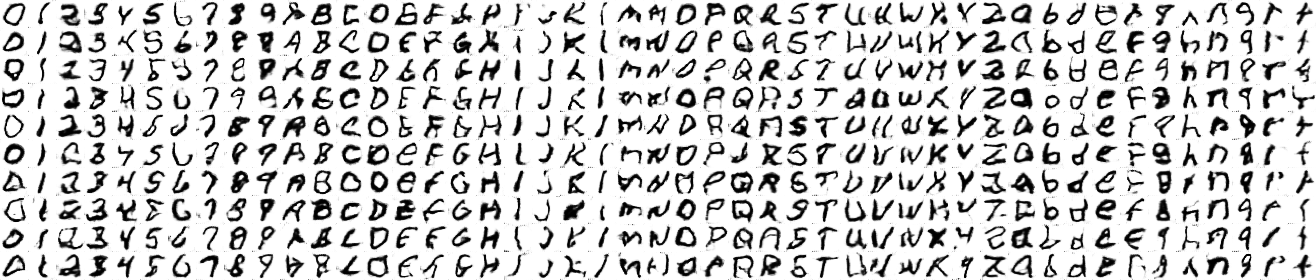 0 1 2 3 4 5 6 7 8 9 A B C D E F G H I J K l M N O P Q R S T U V W X Y Z a b d e F g h n q r t
0 1 2 3 4 5 6 7 8 9 A B C D E F G X I J K l M N O P Q R S T U V W X Y Z a b d e F g h n q r t
0 1 2 3 4 5 6 7 8 9 A B C D E F G H I J K l M N O P Q R S T U V W X Y Z a b d e F g h n q r t
0 1 2 3 4 5 6 7 8 9 A B C D E F G H I J K l M N O P Q R S T U V W X Y Z a b d e F g h n q r t
0 1 2 3 4 5 6 7 8 9 A B C D E F G H I J K l M N O P Q R S T U V W X Y Z a b d e F g h n q r t
0 1 2 3 4 5 6 7 8 9 A B C D E F G H I J K l M N O P Q R S T U V W X Y Z a b d e F g h n q r t
0 1 2 3 4 5 6 7 8 9 A B C D E F G H I J K l M N O P Q R S T U V W X Y Z a b d e F g h n q r t
0 1 2 3 4 5 6 7 8 9 A B C D E F G H I J K l M N O P Q R S T U V W X Y Z a b d e f g h n q r t
0 1 2 3 4 5 6 7 8 9 A B C D E F G H I J K l M N O P Q R S T U V W X Y Z a b d e f g h n q r t
0 1 2 3 4 5 6 7 8 9 A B C D E F G H I J K l M N O P Q R S T U V W X Y Z a b d e F g h n q r t